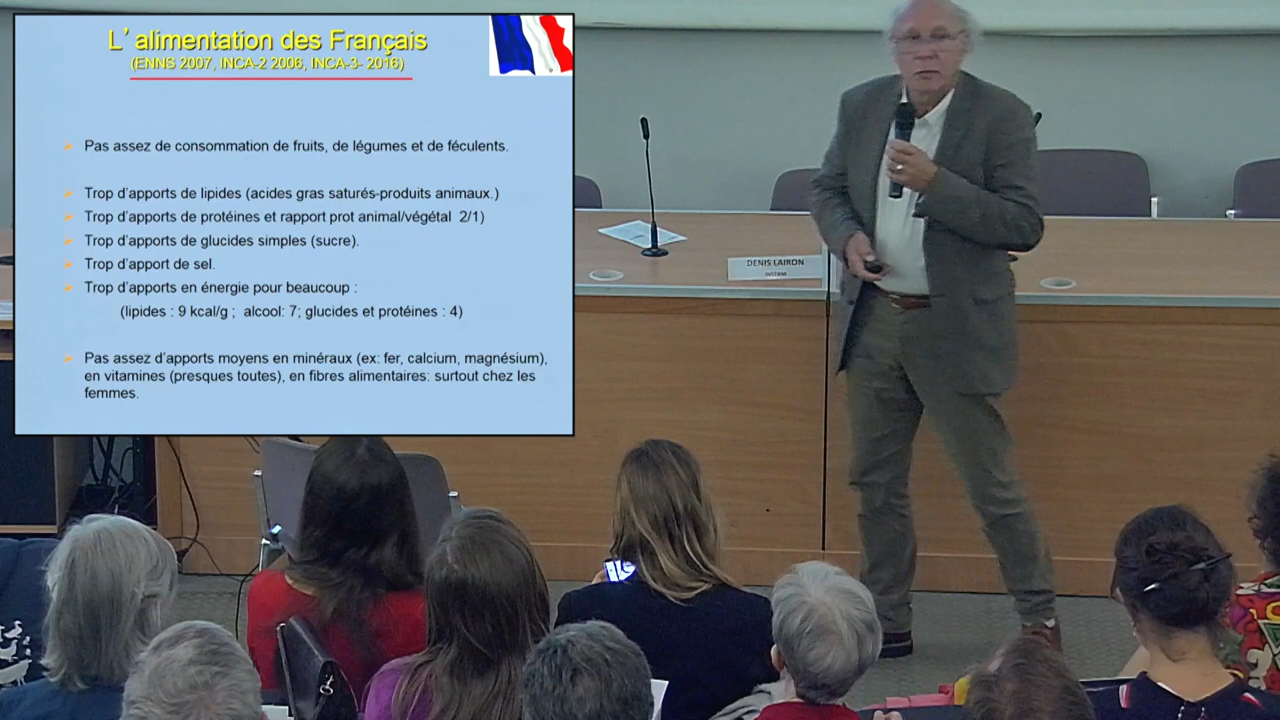 L' alimentation des Français
(ENNS 2007, INCA-2 2006, INCA-3- 2016)
Pas assez de consommation de fruits, de légumes et de féculents.
Trop d'apports de lipides (acides gras saturés-produits animaux.)
Trop d'apports de protéines et rapport prot animal/végétal 2/1)
Trop d'apports de glucides simples (sucre).
Trop d'apport de sel.
Trop d'apports en énergie pour beaucoup :
(lipides : 9 kcal/g ; alcool: 7; glucides et protéines : 4)
Pas assez d'apports moyens en minéraux (ex: fer, calcium, magnésium),
en vitamines (presques toutes), en fibres alimentaires: surtout chez les
femmes.
DENIS LAIRON
INSERM